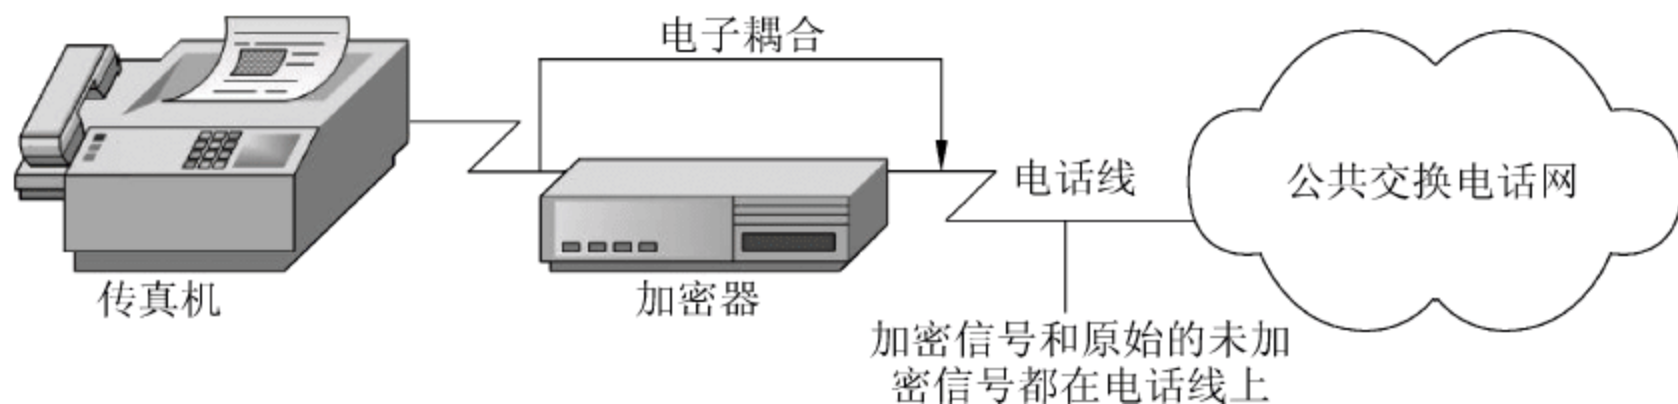 电子耦合
电话线
公共交换电话网
传真机
加密器
加密信号和原始的未加
密信号都在电话线上